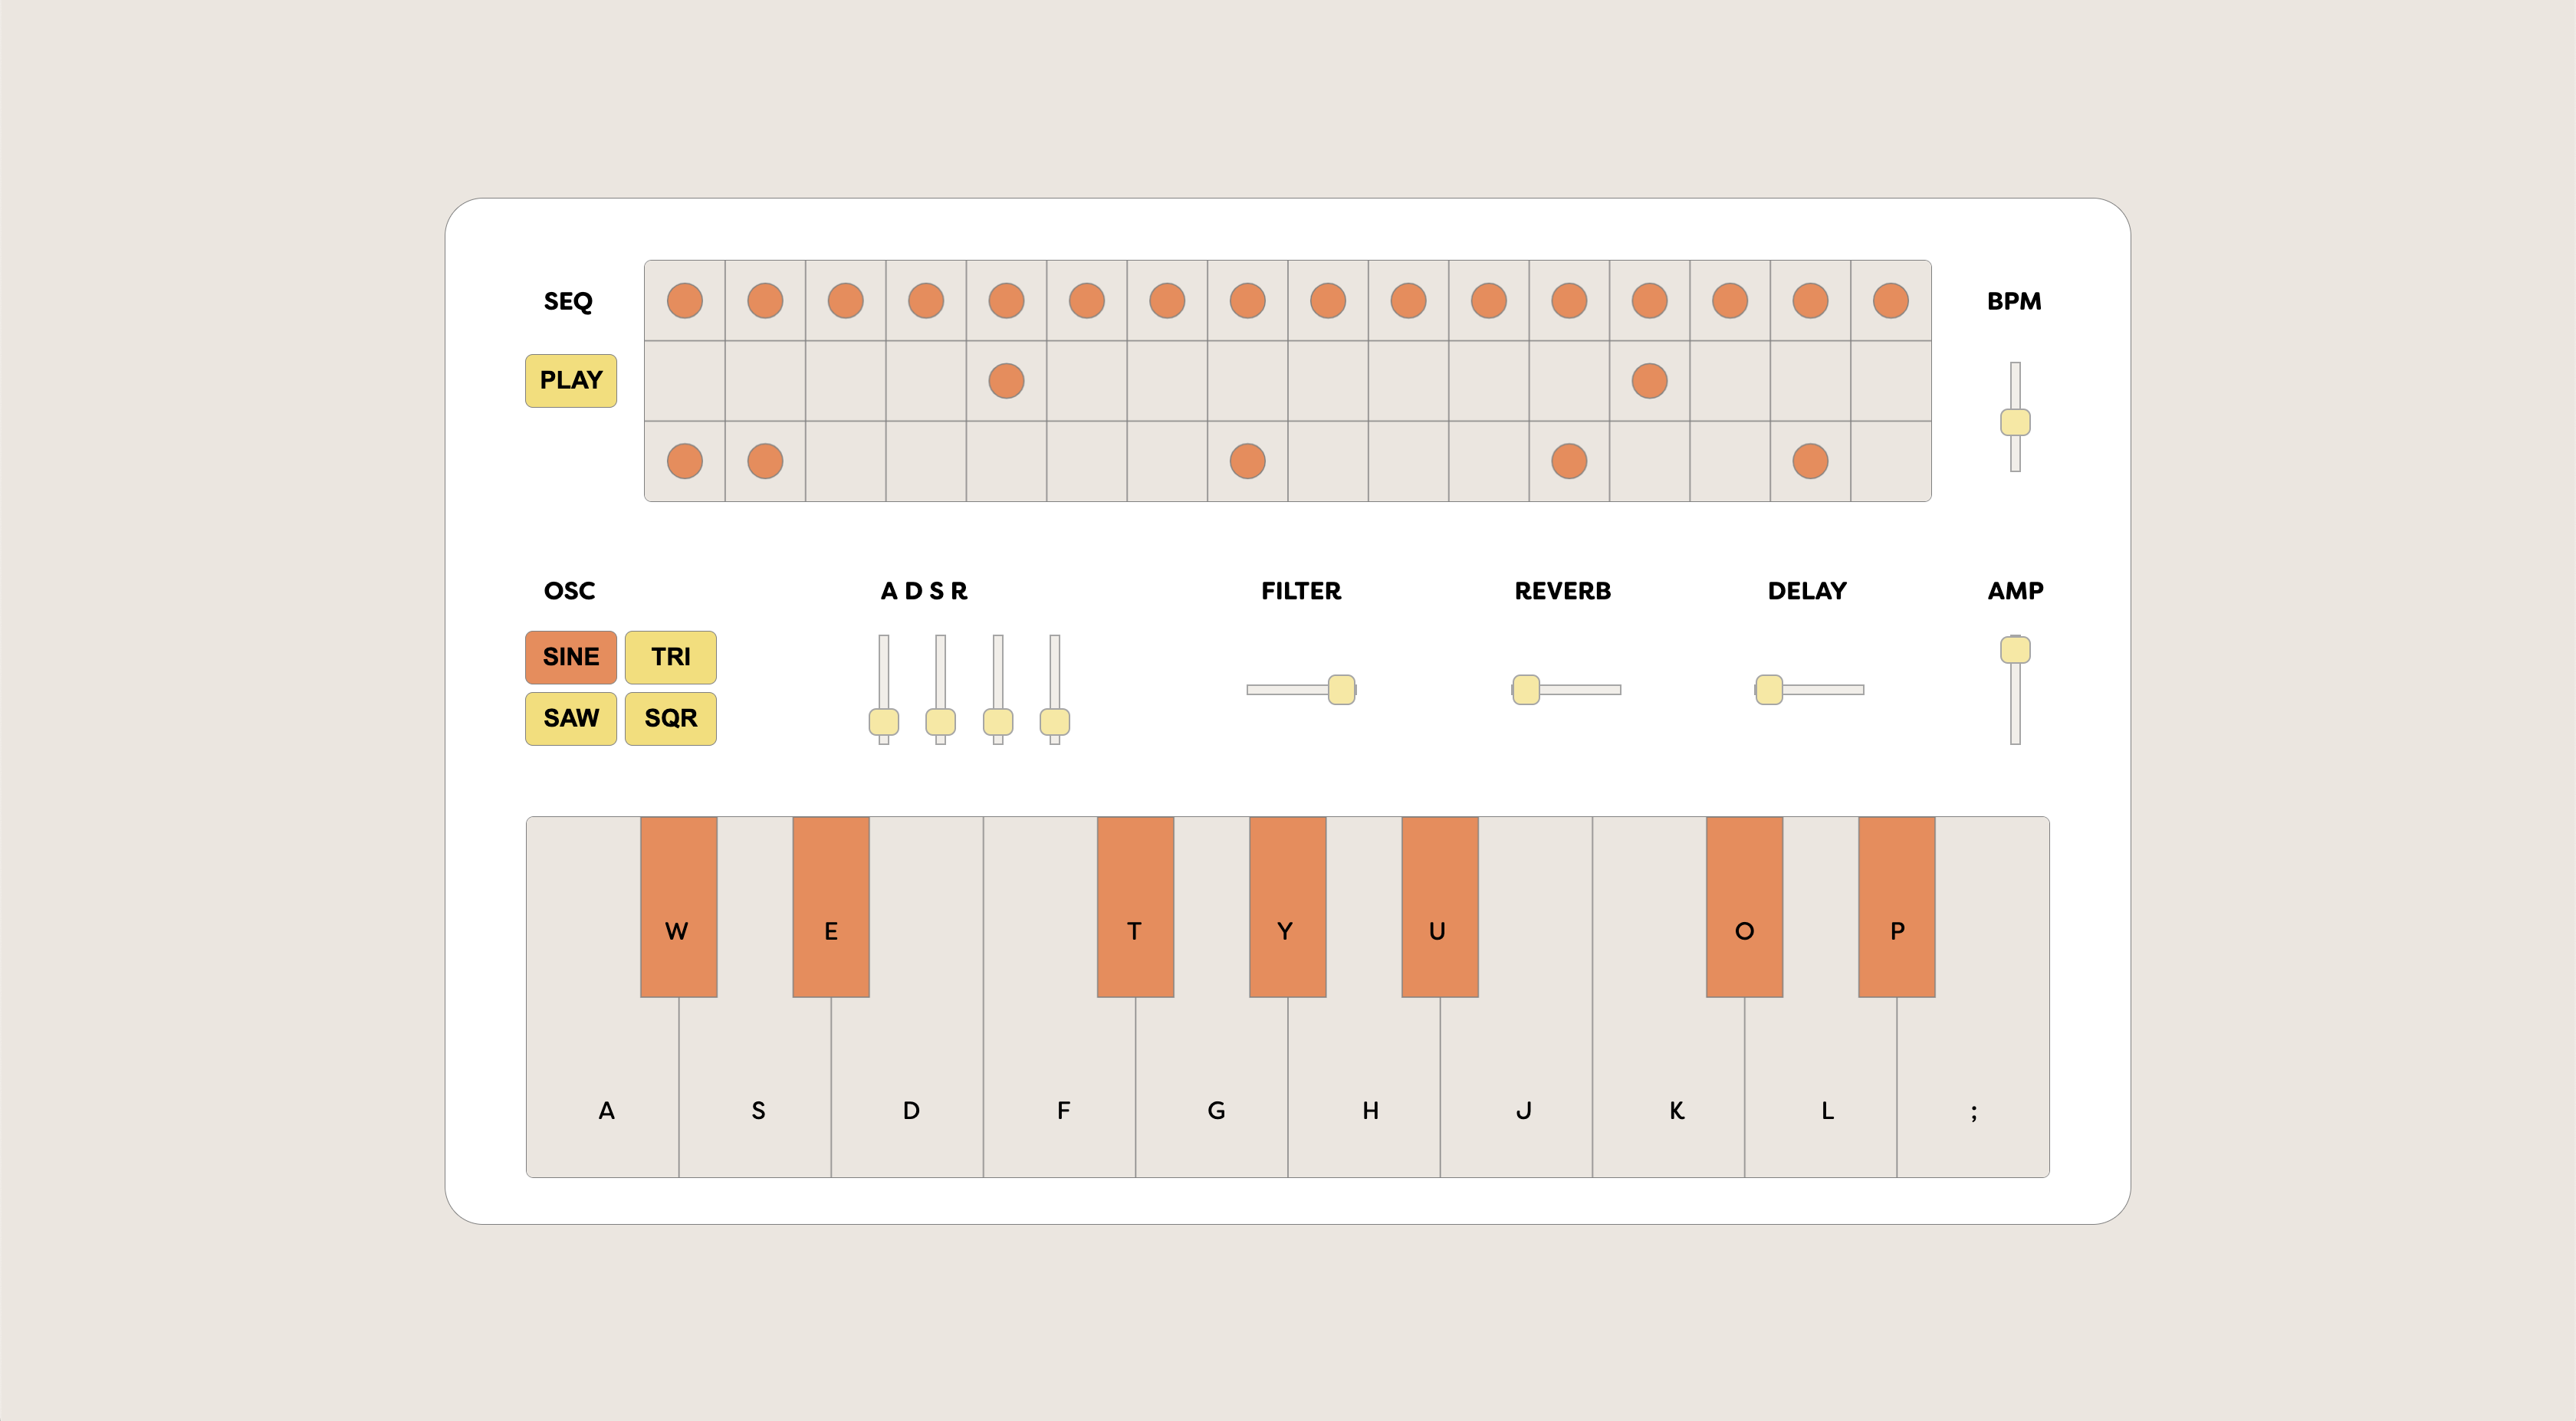 SEQ
BPM
PLAY
OSC
A D S R
FILTER
REVERB
DELAY
AMP
SINE
TRI
SAW
SQR
W
E
T
Y
U
O
P
A
S
D
F
G
H
J
K
L
;